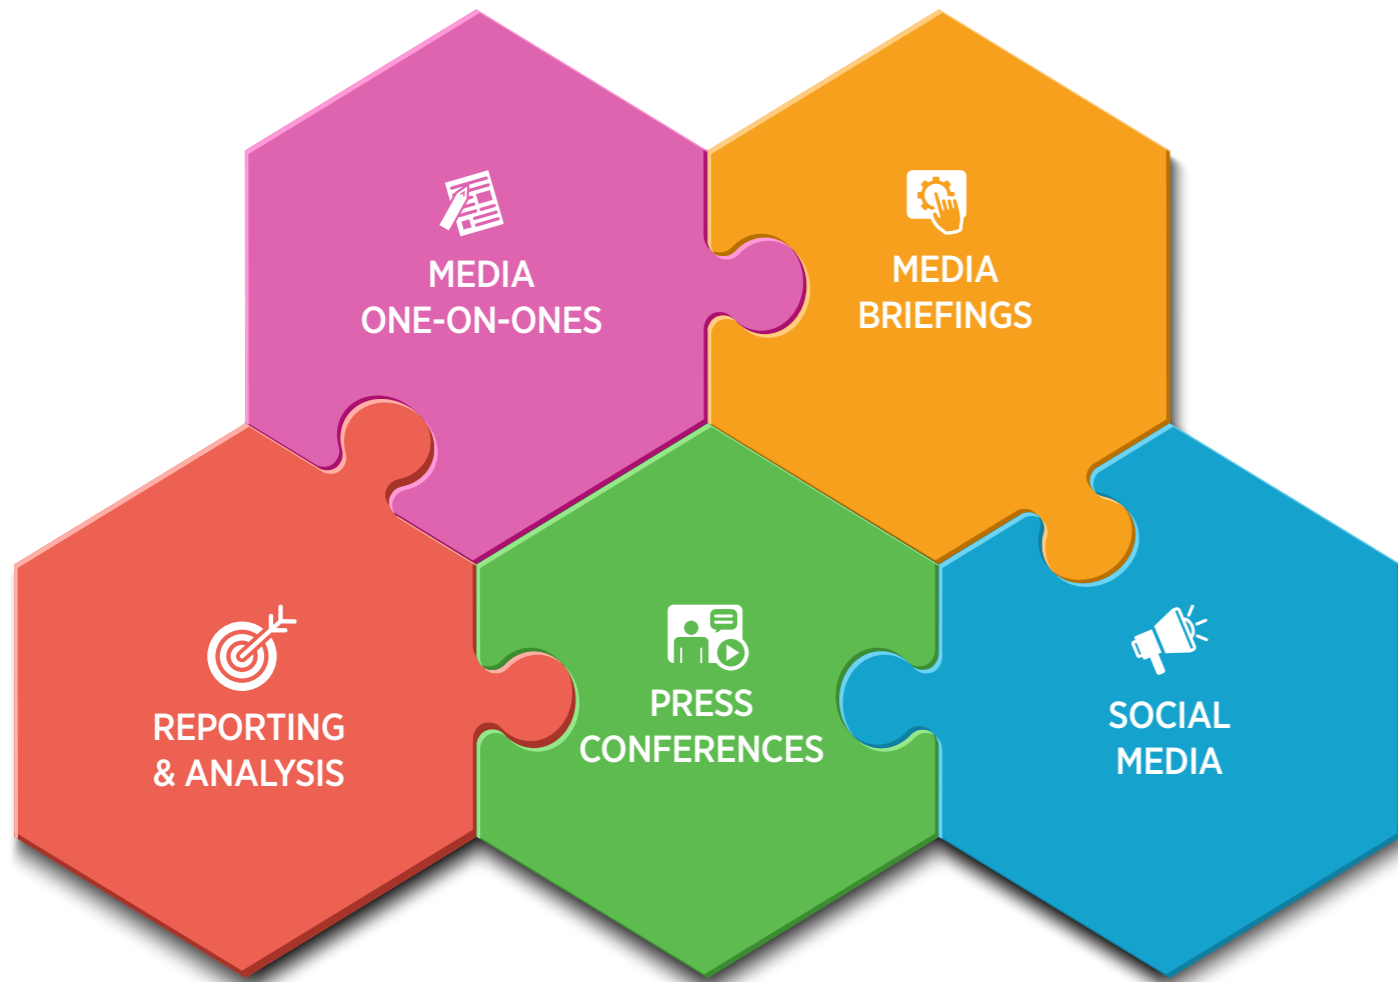 MEDIA
ONE-ON-ONES
MEDIA
BRIEFINGS
REPORTING
& ANALYSIS
PRESS
CONFERENCES
SOCIAL
MEDIA